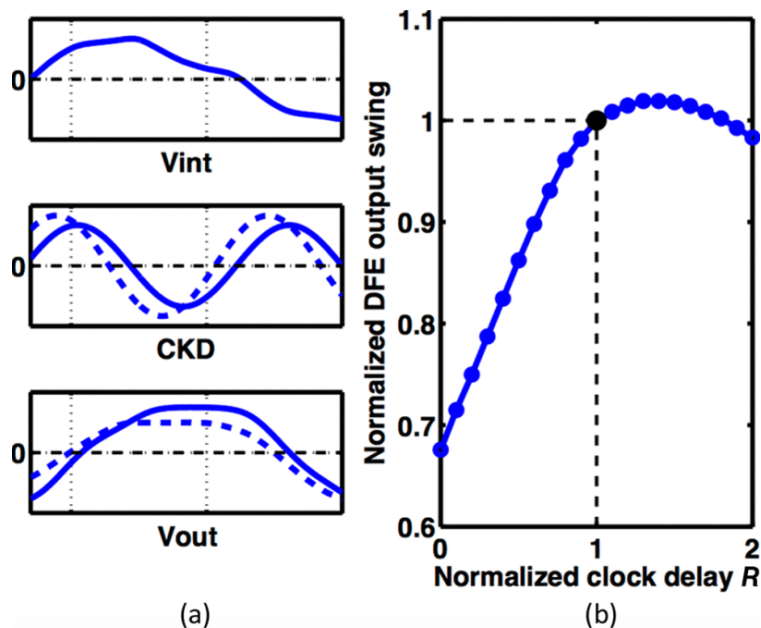 0
Vint
0
CKD
0
Vout
(a)
Normalized DFE output swing
1.1
1
0.9
0.8
0.7
0.6
0
1
2
Normalized clock delay R
(b)